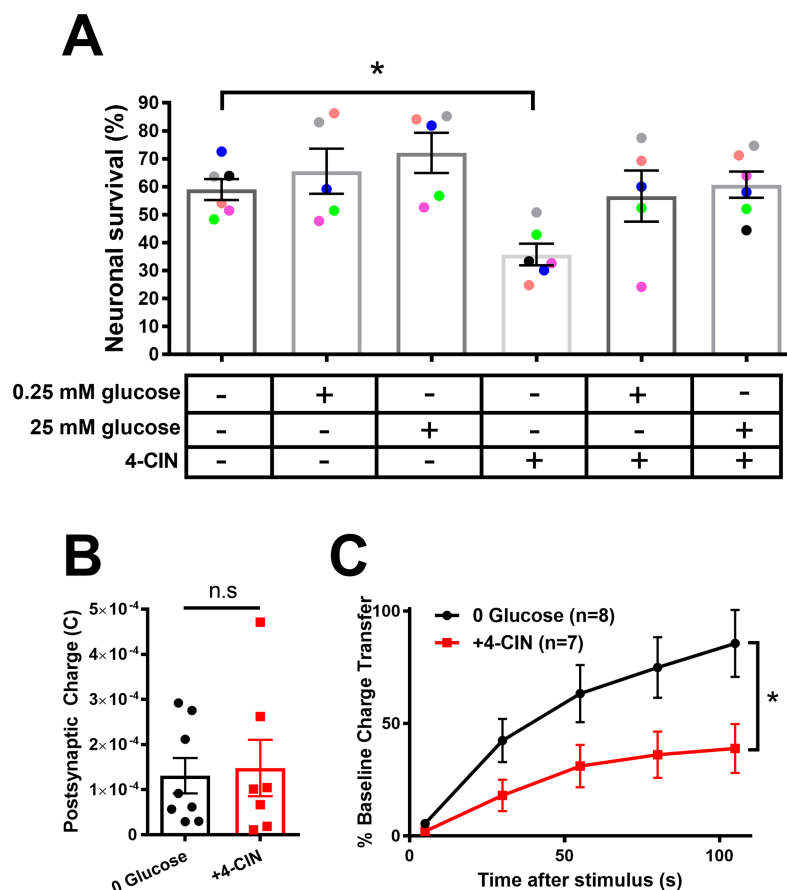 A
*
Neuronal survival (%)
90
80
70
60
50
40
30
20
10
0
0.25 mM glucose - + - - + -
25 mM glucose - - + - - +
4-CIN - - - + + +
B
n.s
Postsynaptic Charge (C)
5×10⁻⁴
4×10⁻⁴
3×10⁻⁴
2×10⁻⁴
1×10⁻⁴
0
0 Glucose
+4-CIN
C
% Baseline Charge Transfer
100
50
0
0 Glucose (n=8)
+4-CIN (n=7)
*
0 50 100
Time after stimulus (s)